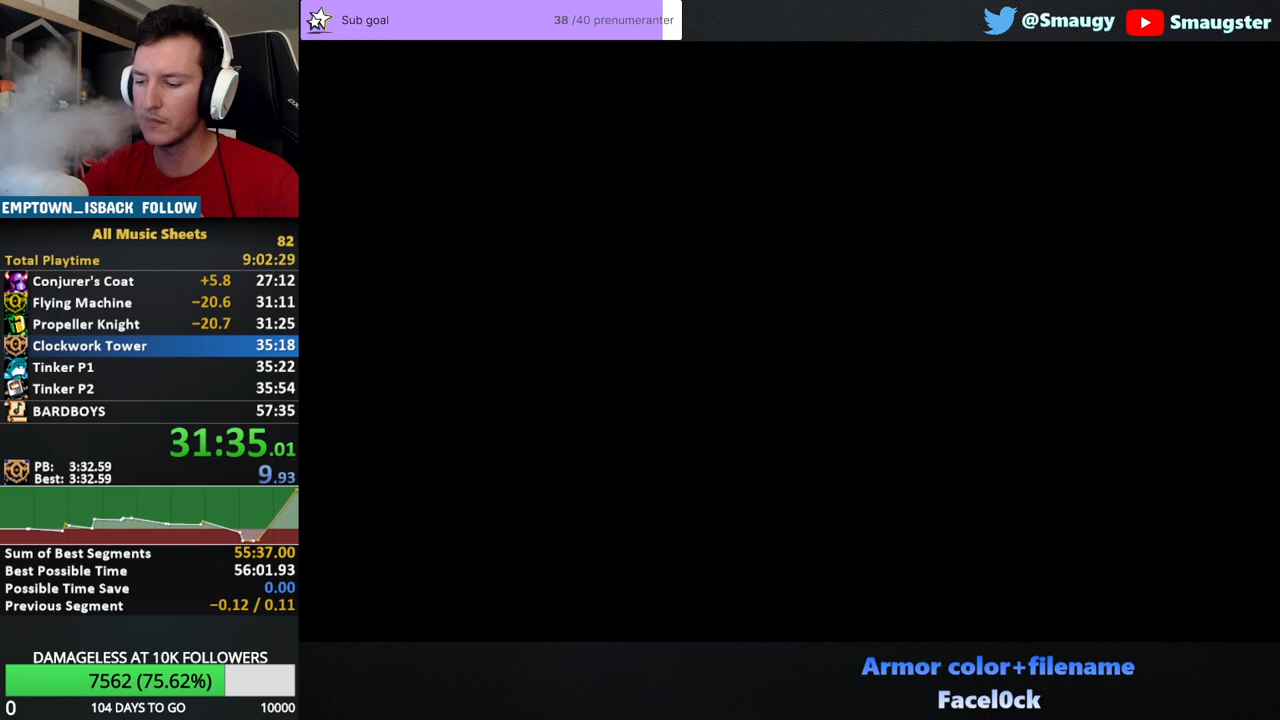 Sub goal 38 /40 prenumeranter
@Smaugy Smaugster
EMPTOWN_ISBACK FOLLOW
All Music Sheets 82
Total Playtime 9:02:29
Conjurer's Coat +5.8 27:12
Flying Machine −20.6 31:11
Propeller Knight −20.7 31:25
Clockwork Tower 35:18
Tinker P1 35:22
Tinker P2 35:54
BARDBOYS 57:35
31:35.01
PB: 3:32.59
Best: 3:32.59
9.93
Sum of Best Segments 55:37.00
Best Possible Time 56:01.93
Possible Time Save 0.00
Previous Segment −0.12 / 0.11
DAMAGELESS AT 10K FOLLOWERS
7562 (75.62%)
0 104 DAYS TO GO 10000
Armor color+filename
Facel0ck